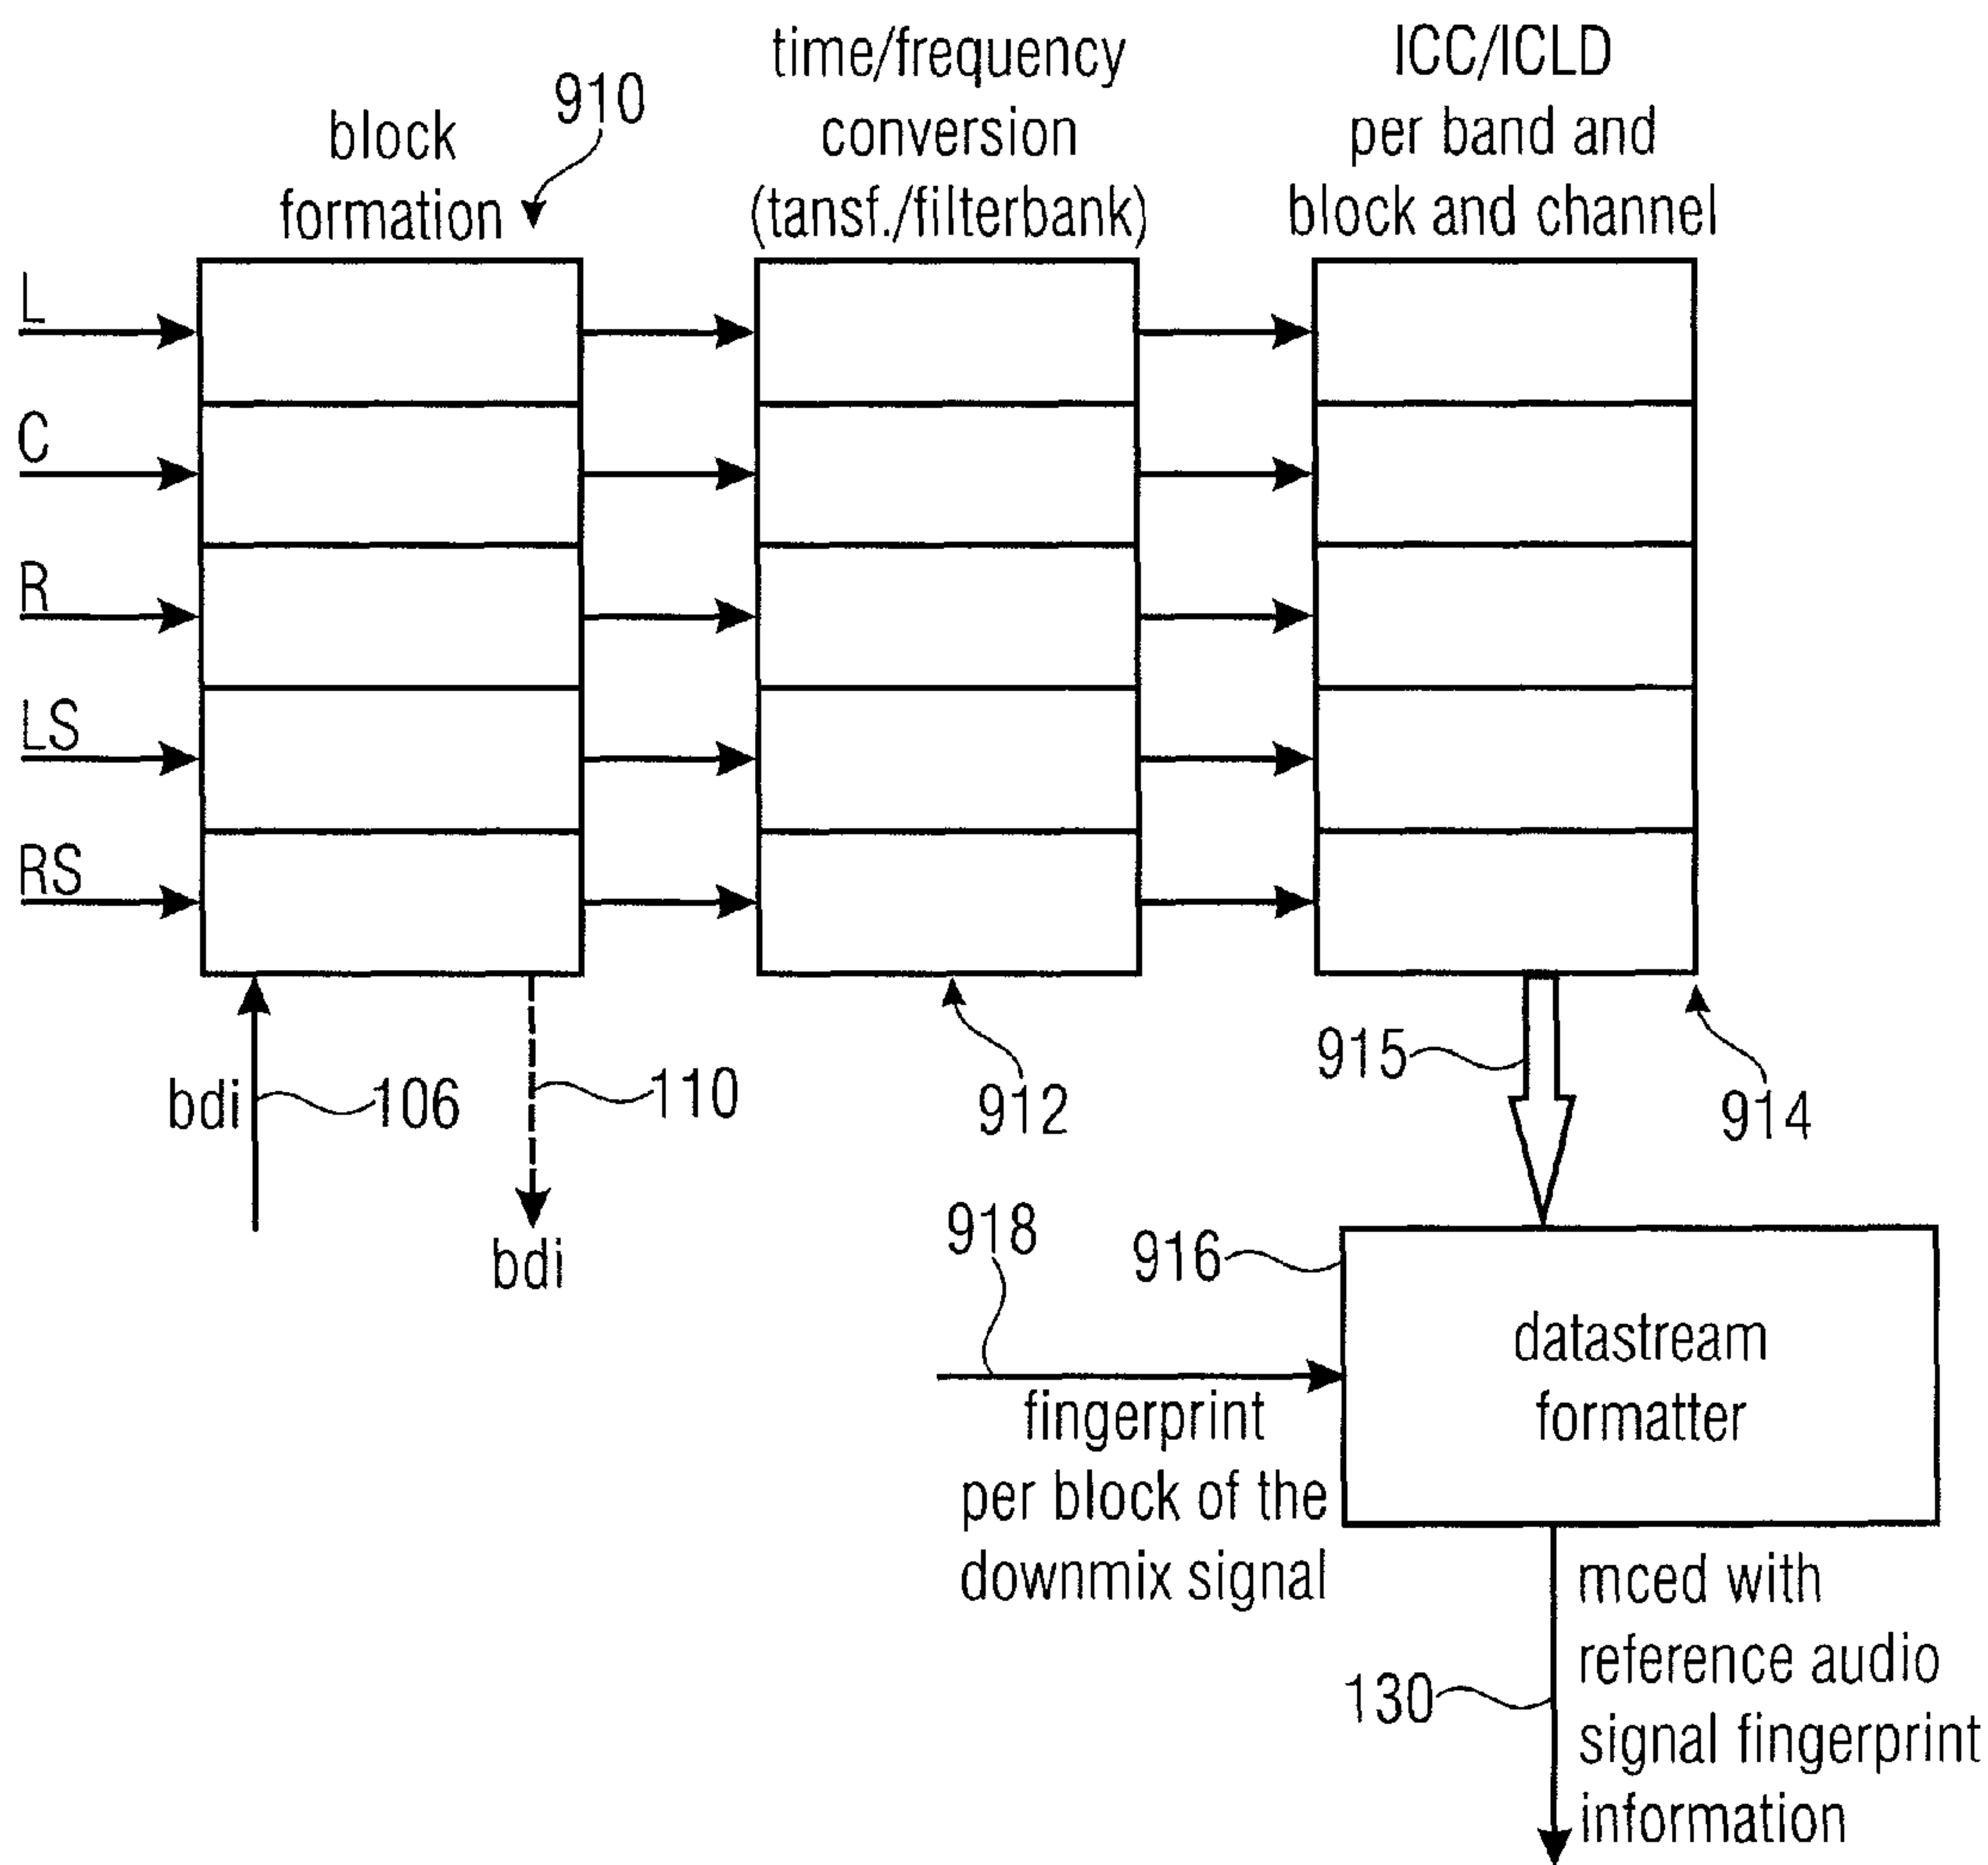 block
formation
910
time/frequency
conversion
(tansf./filterbank)
ICC/ICLD
per band and
block and channel
L
C
R
LS
RS
bdi
106
110
bdi
912
915
914
918
916
fingerprint
per block of the
downmix signal
datastream
formatter
130
mced with
reference audio
signal fingerprint
information